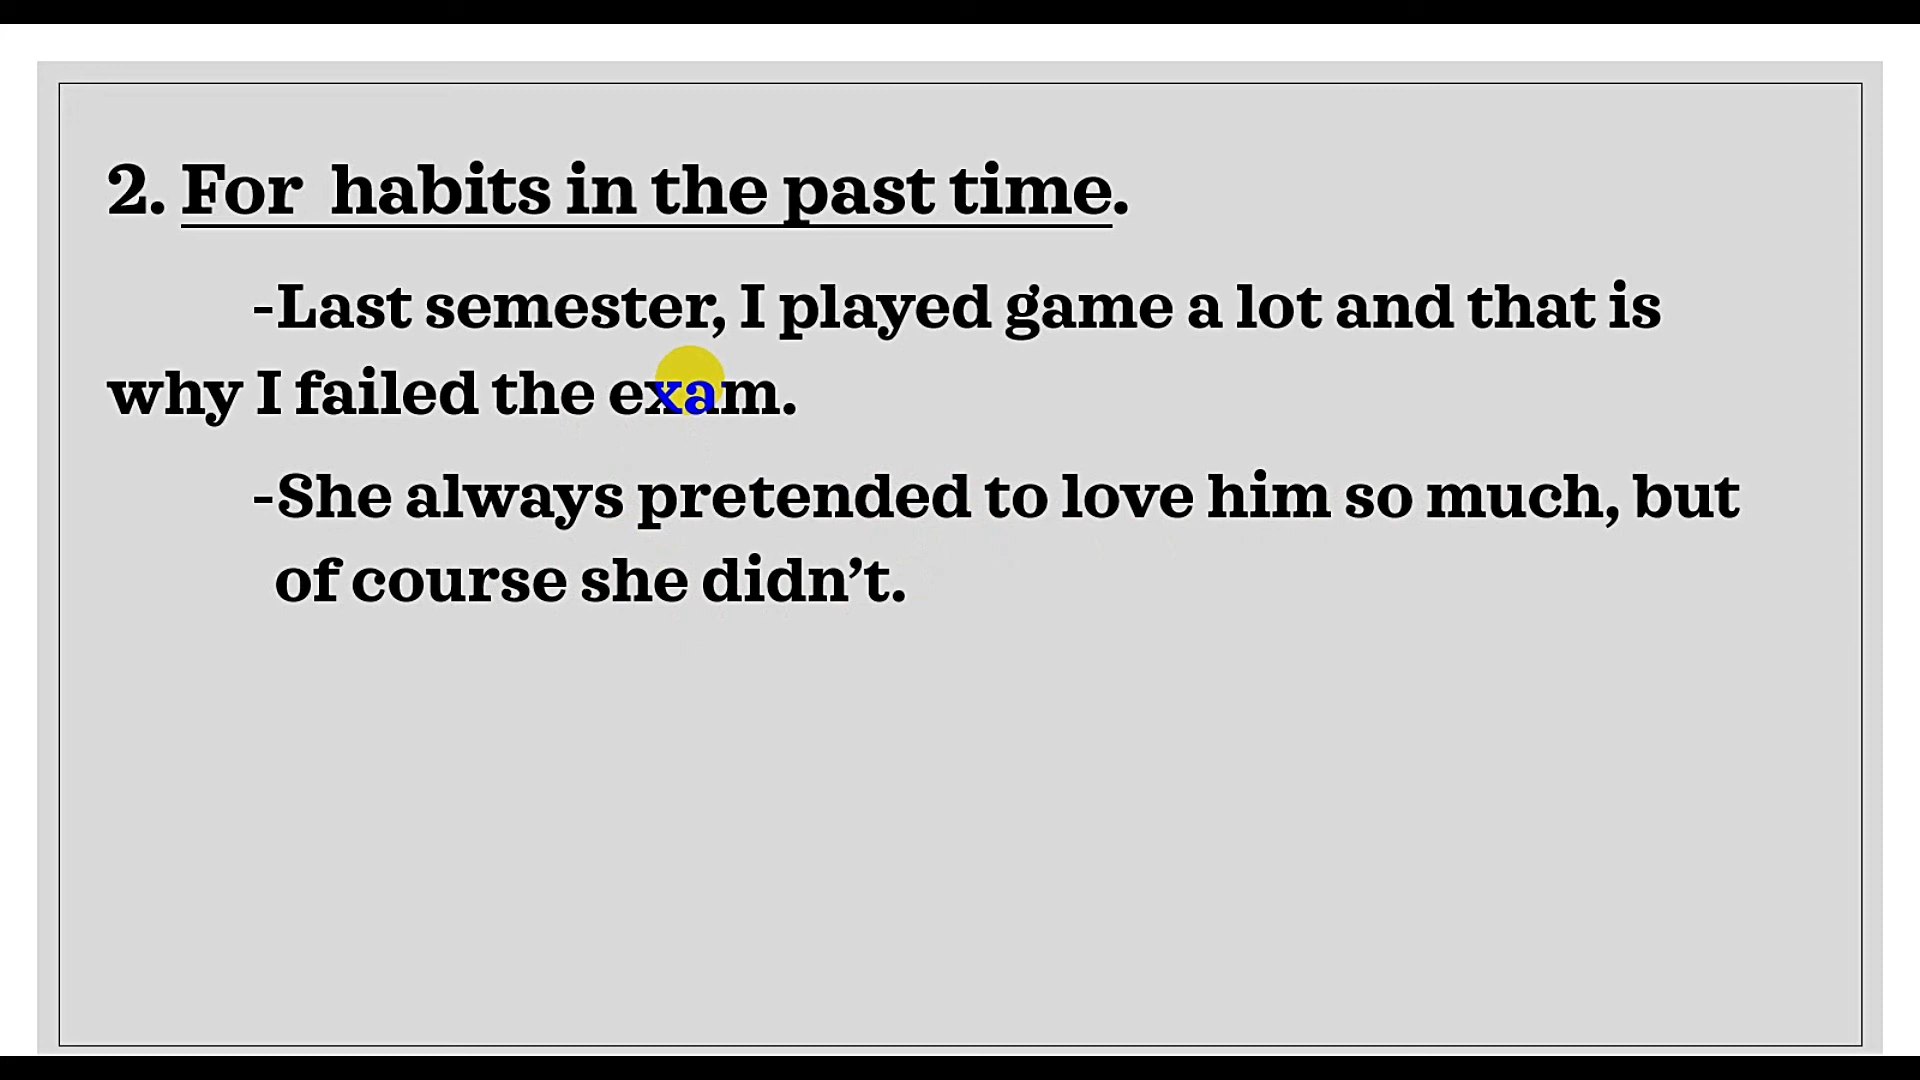 2. For habits in the past time.
-Last semester, I played game a lot and that is
why I failed the exam.
-She always pretended to love him so much, but
of course she didn’t.